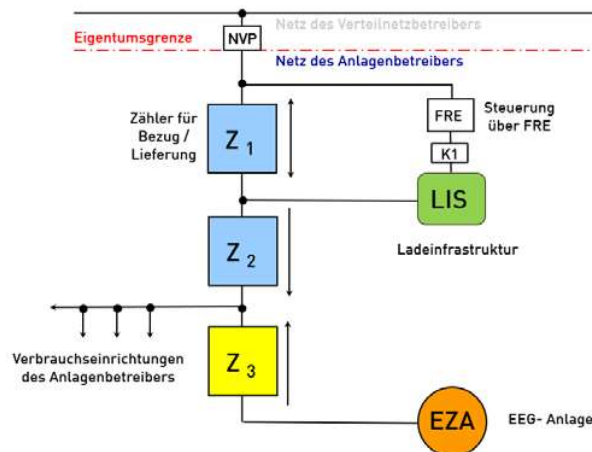 Netz des Verteilnetzbetreibers
Eigentumsgrenze
NVP
Netz des Anlagenbetreibers
Zähler für
Bezug /
Lieferung
Z 1
FRE
Steuerung
über FRE
K1
LIS
Ladeinfrastruktur
Z 2
Verbrauchseinrichtungen
des Anlagenbetreibers
Z 3
EZA
EEG- Anlage